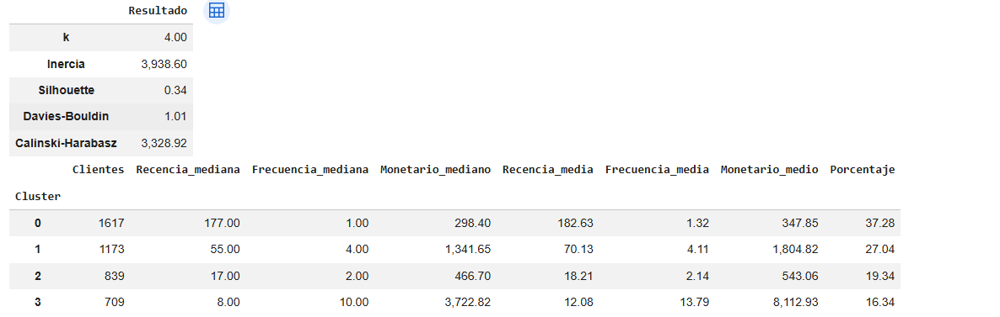 Resultado
k 4.00
Inercia 3,938.60
Silhouette 0.34
Davies-Bouldin 1.01
Calinski-Harabasz 3,328.92
Clientes Recencia_mediana Frecuencia_mediana Monetario_mediano Recencia_media Frecuencia_media Monetario_medio Porcentaje
Cluster
0 1617 177.00 1.00 298.40 182.63 1.32 347.85 37.28
1 1173 55.00 4.00 1,341.65 70.13 4.11 1,804.82 27.04
2 839 17.00 2.00 466.70 18.21 2.14 543.06 19.34
3 709 8.00 10.00 3,722.82 12.08 13.79 8,112.93 16.34